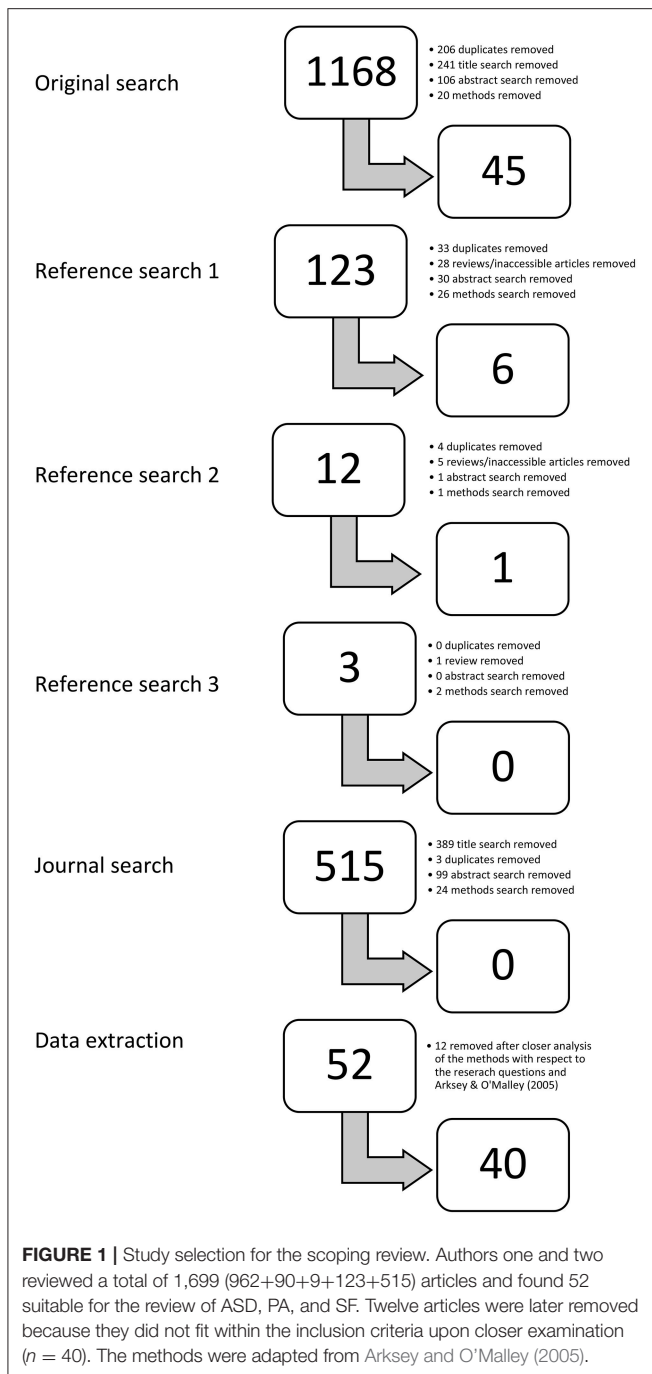 Original search
1168
• 206 duplicates removed
• 241 title search removed
• 106 abstract search removed
• 20 methods removed
45
Reference search 1
123
• 33 duplicates removed
• 28 reviews/inaccessible articles removed
• 30 abstract search removed
• 26 methods search removed
6
Reference search 2
12
• 4 duplicates removed
• 5 reviews/inaccessible articles removed
• 1 abstract search removed
• 1 methods search removed
1
Reference search 3
3
• 0 duplicates removed
• 1 review removed
• 0 abstract search removed
• 2 methods search removed
0
Journal search
515
• 389 title search removed
• 3 duplicates removed
• 99 abstract search removed
• 24 methods search removed
0
Data extraction
52
• 12 removed after closer analysis
of the methods with respect to
the reserach questions and
Arksey & O'Malley (2005)
40
FIGURE 1 | Study selection for the scoping review. Authors one and two
reviewed a total of 1,699 (962+90+9+123+515) articles and found 52
suitable for the review of ASD, PA, and SF. Twelve articles were later removed
because they did not fit within the inclusion criteria upon closer examination
(n = 40). The methods were adapted from Arksey and O'Malley (2005).